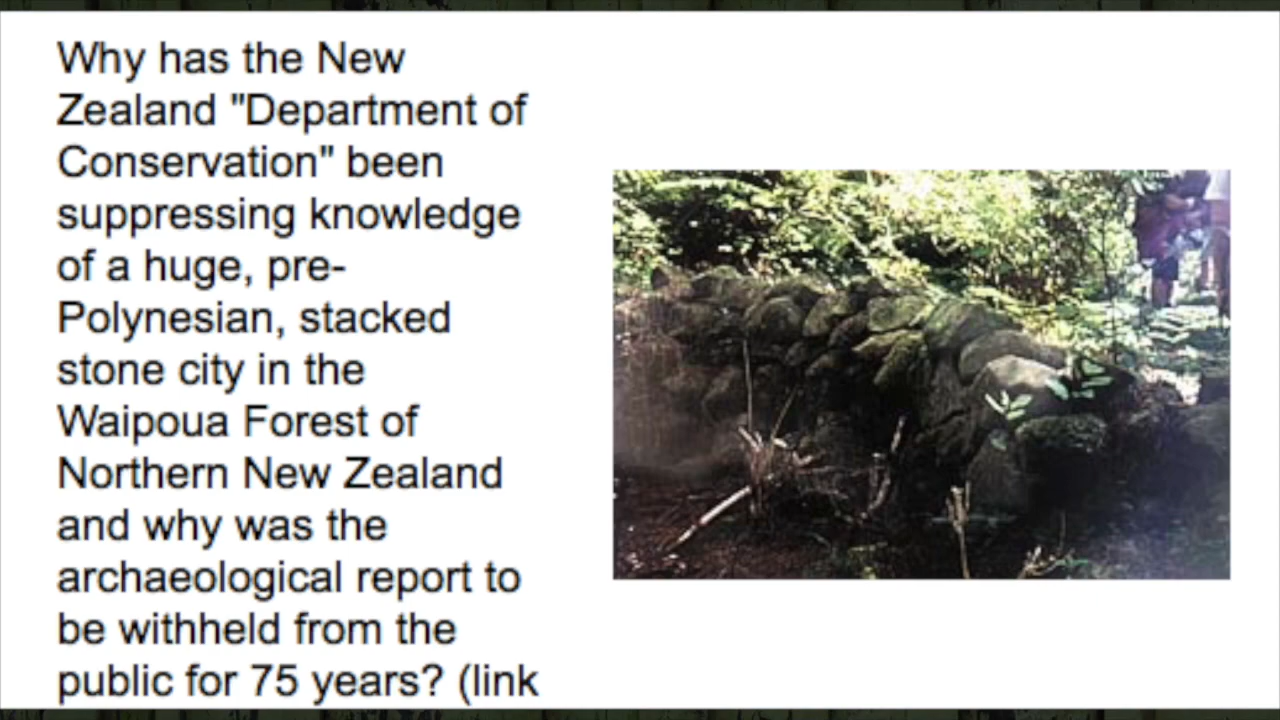 Why has the New
Zealand "Department of
Conservation" been
suppressing knowledge
of a huge, pre-
Polynesian, stacked
stone city in the
Waipoua Forest of
Northern New Zealand
and why was the
archaeological report to
be withheld from the
public for 75 years? (link